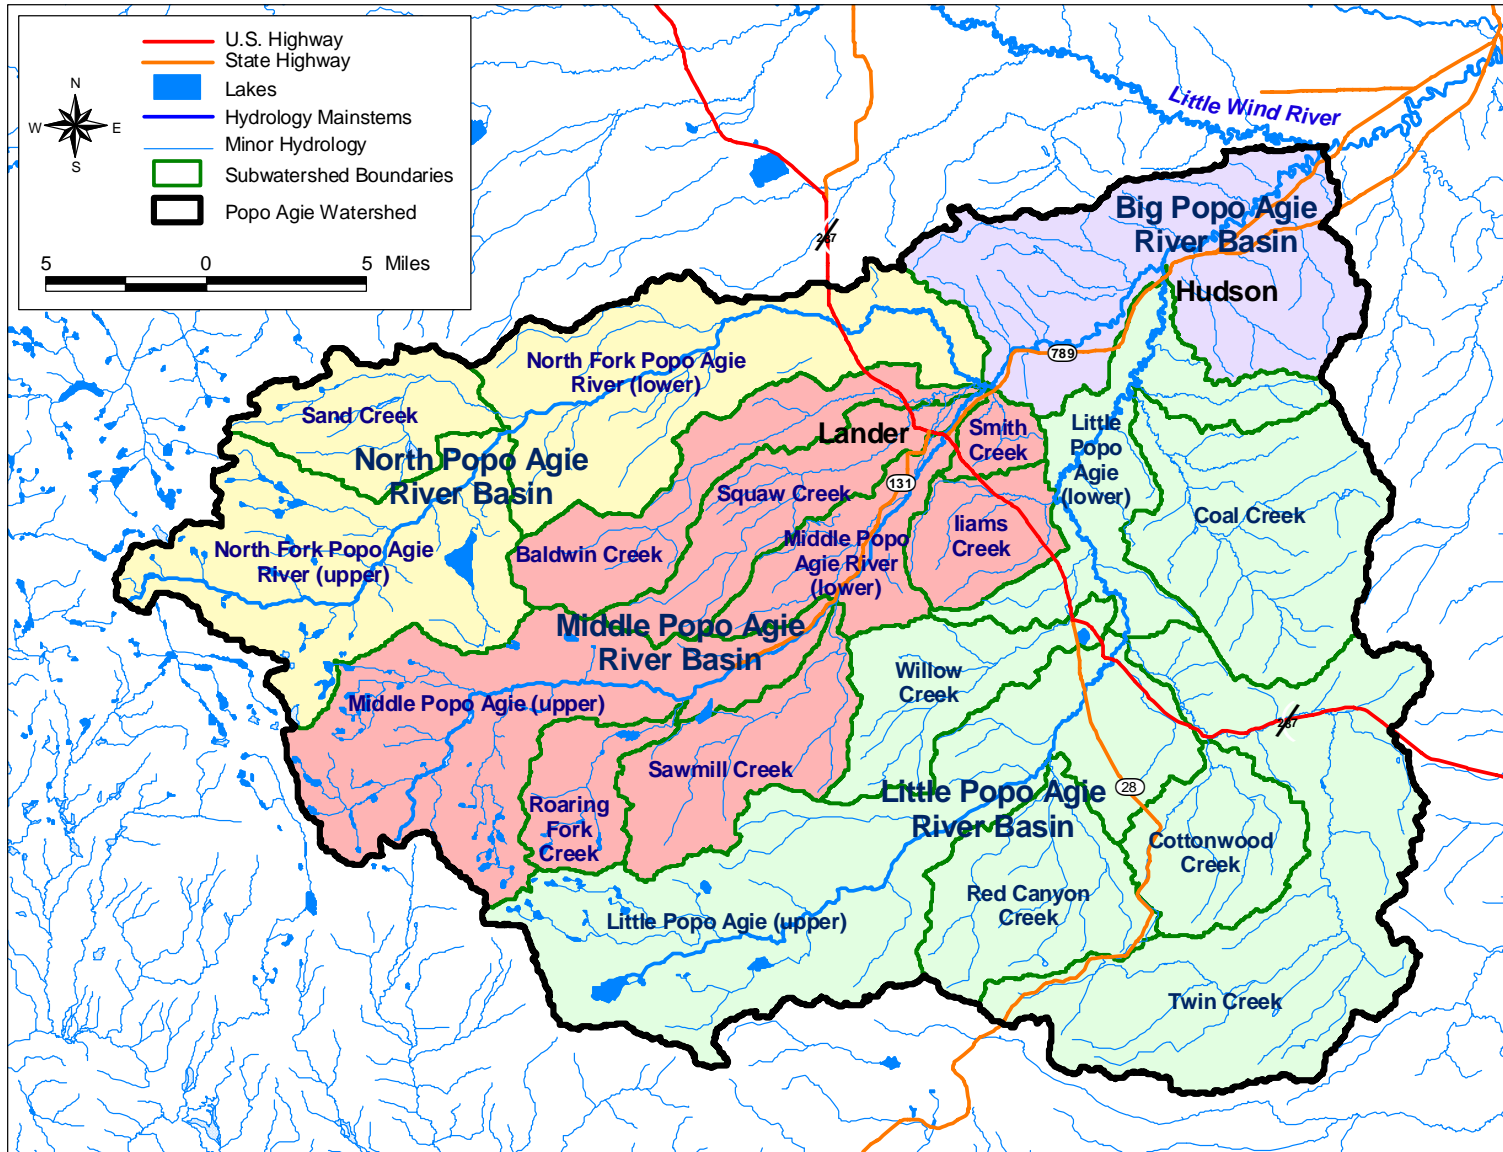 U.S. Highway
State Highway
Lakes
Hydrology Mainstems
Minor Hydrology
Subwatershed Boundaries
Popo Agie Watershed
N
W
E
S
5
0
5
Miles
Little Wind River
287
Big Popo Agie
River Basin
Hudson
789
North Fork Popo Agie
River (lower)
Sand Creek
North Popo Agie
River Basin
Lander
Smith
Creek
Little
Popo
Agie
(lower)
131
Squaw Creek
Coal Creek
Iiams
Creek
Baldwin Creek
Middle Popo
Agie River
(lower)
North Fork Popo Agie
River (upper)
Middle Popo Agie
River Basin
Willow
Creek
Middle Popo Agie (upper)
287
Sawmill Creek
28
Little Popo Agie
River Basin
Roaring
Fork
Creek
Cottonwood
Creek
Red Canyon
Creek
Little Popo Agie (upper)
Twin Creek